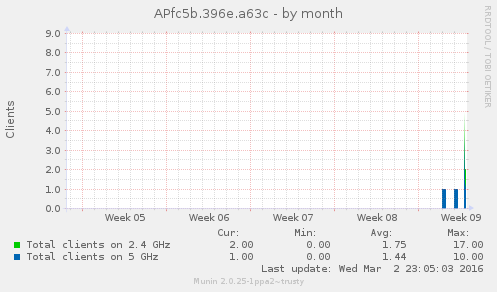 APfc5b.396e.a63c - by month
RRDTOOL / TOBI OETIKER
Clients
9.0
8.0
7.0
6.0
5.0
4.0
3.0
2.0
1.0
0.0
Week 05 Week 06 Week 07 Week 08 Week 09
Cur: Min: Avg: Max:
Total clients on 2.4 GHz 2.00 0.00 1.75 17.00
Total clients on 5 GHz 1.00 0.00 1.44 10.00
Last update: Wed Mar 2 23:05:03 2016
Munin 2.0.25-1ppa2~trusty